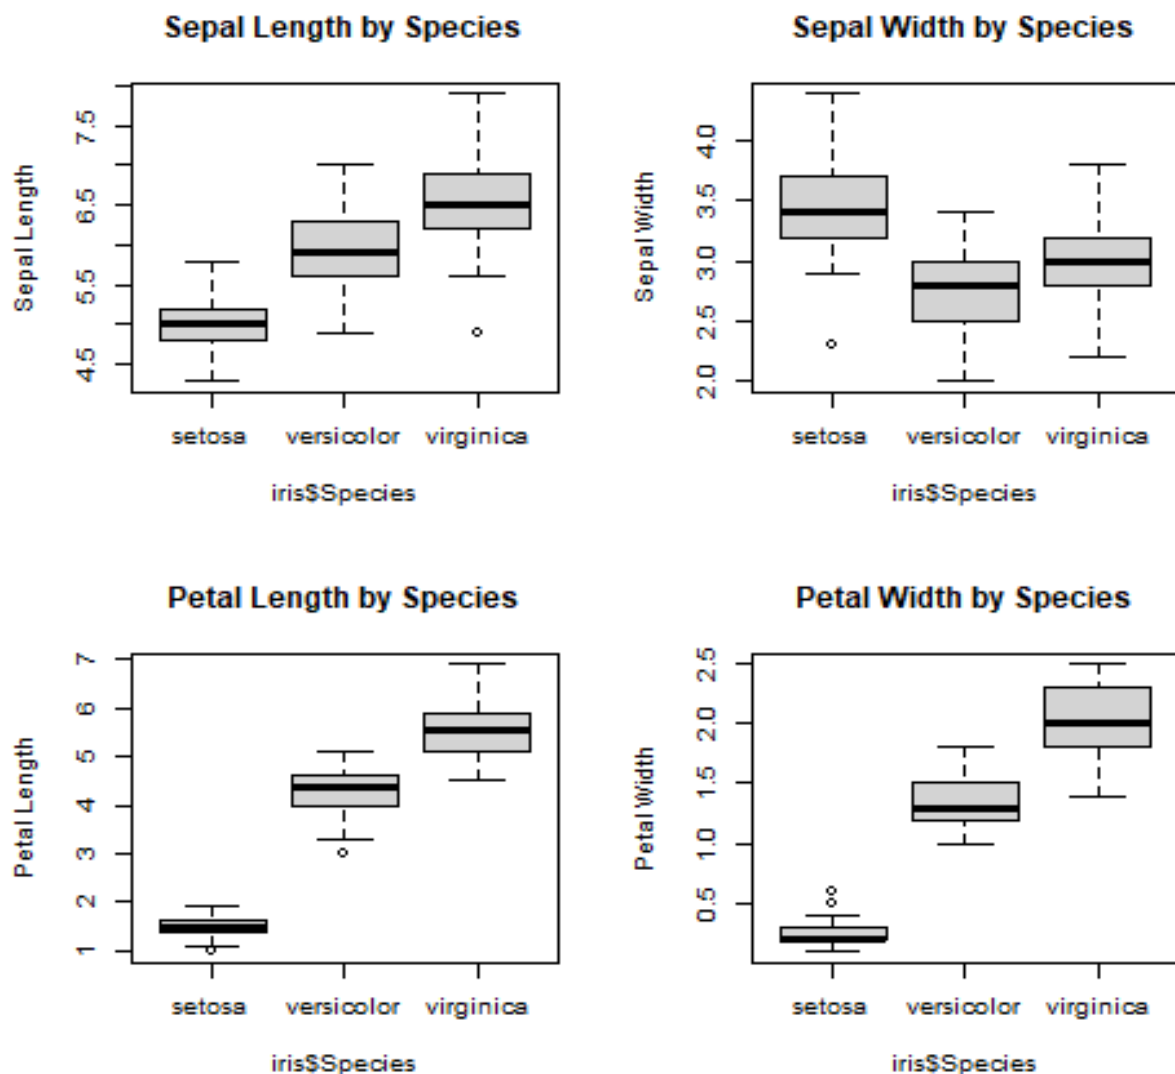 Sepal Length by Species
Sepal Length
7.5
6.5
5.5
4.5
setosa versicolor virginica
iris$Species
Sepal Width by Species
Sepal Width
4.0
3.5
3.0
2.5
2.0
setosa versicolor virginica
iris$Species
Petal Length by Species
Petal Length
7
6
5
4
3
2
1
setosa versicolor virginica
iris$Species
Petal Width by Species
Petal Width
2.5
2.0
1.5
1.0
0.5
setosa versicolor virginica
iris$Species